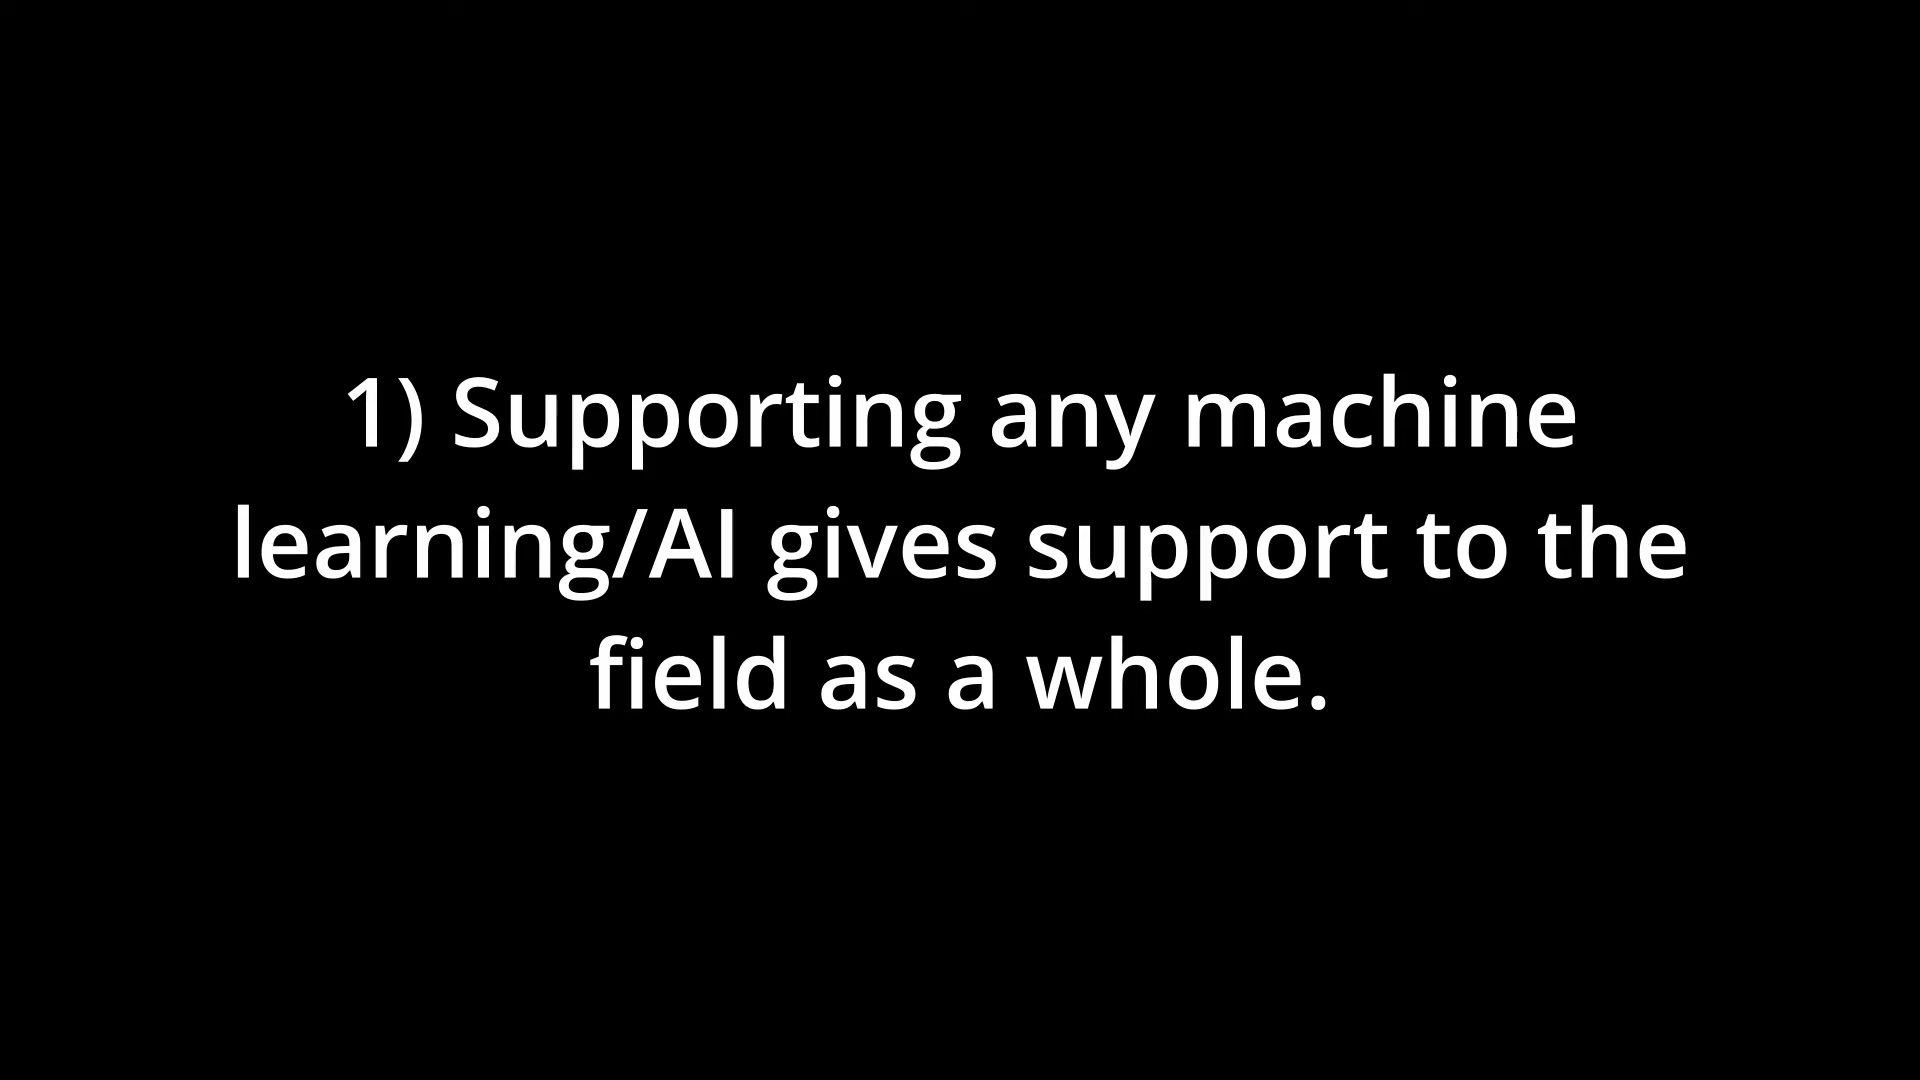 1) Supporting any machine
learning/AI gives support to the
field as a whole.